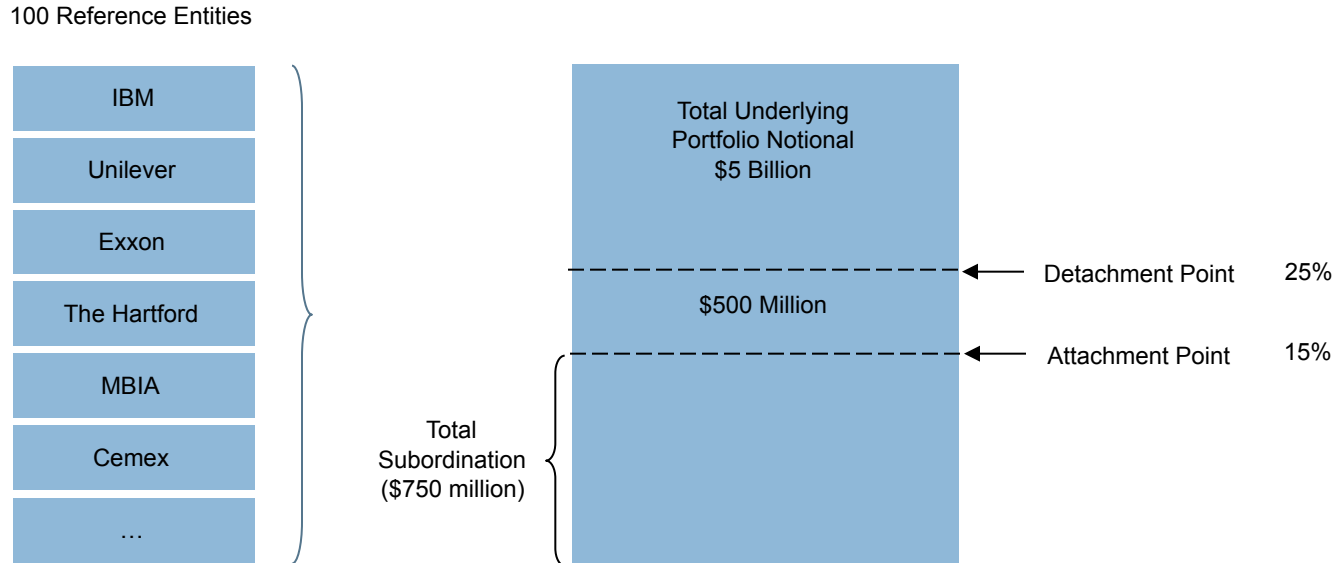 100 Reference Entities
IBM
Unilever
Exxon
The Hartford
MBIA
Cemex
…
Total Underlying
Portfolio Notional
$5 Billion
$500 Million
Detachment Point 25%
Attachment Point 15%
Total
Subordination
($750 million)